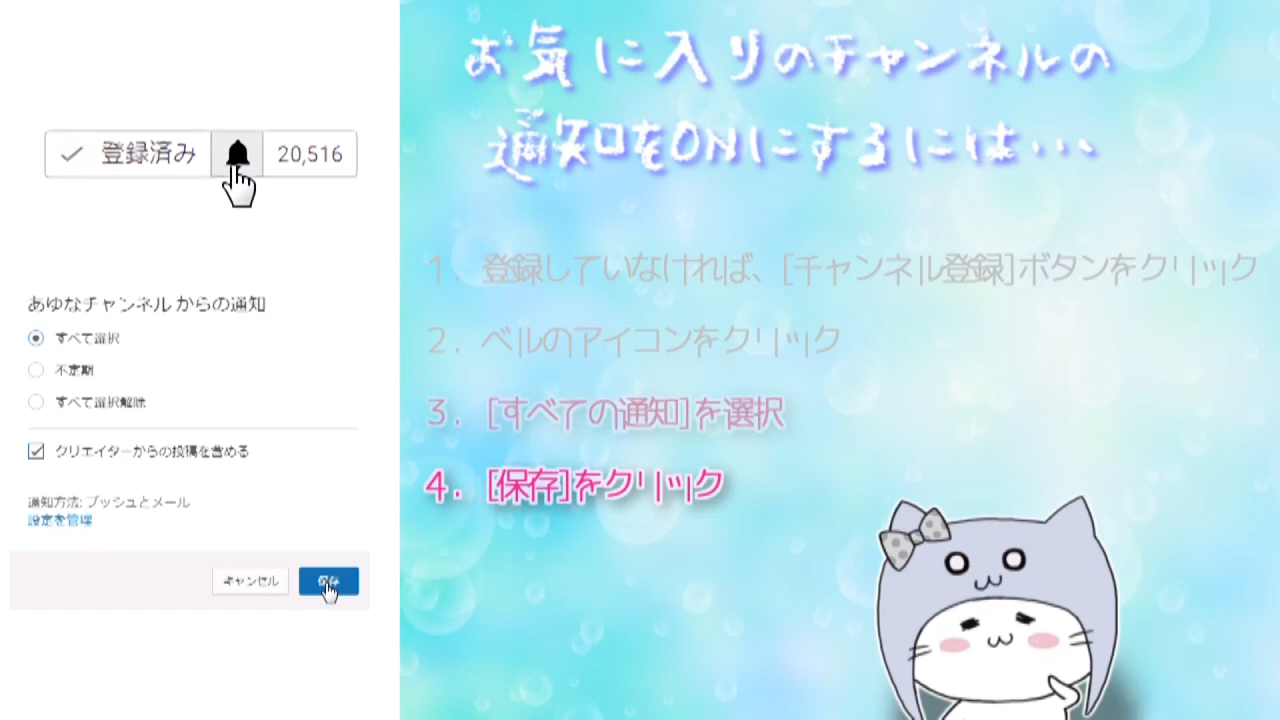 登録済み 20,516
あゆなチャンネル からの通知
すべて選択
不定期
すべて選択解除
クリエイターからの投稿を含める
通知方法: プッシュとメール
設定を管理
キャンセル 保存
お気に入りのチャンネルの
通知をONにするには・・・
1. 登録していなければ、[チャンネル登録]ボタンをクリック
2. ベルのアイコンをクリック
3. [すべての通知]を選択
4. [保存]をクリック